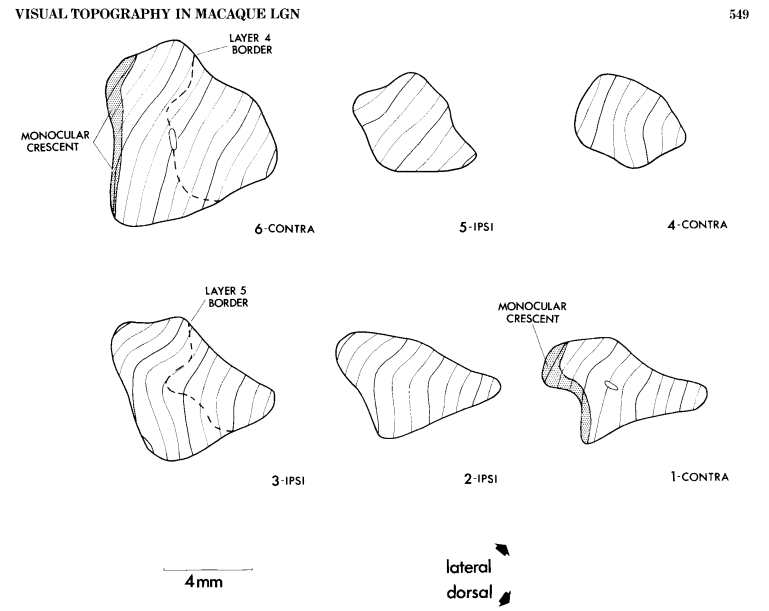 VISUAL TOPOGRAPHY IN MACAQUE LGN 549
LAYER 4
BORDER
MONOCULAR
CRESCENT
6-CONTRA
5-IPSI
4-CONTRA
LAYER 5
BORDER
MONOCULAR
CRESCENT
3-IPSI
2-IPSI
1-CONTRA
4mm
lateral
dorsal